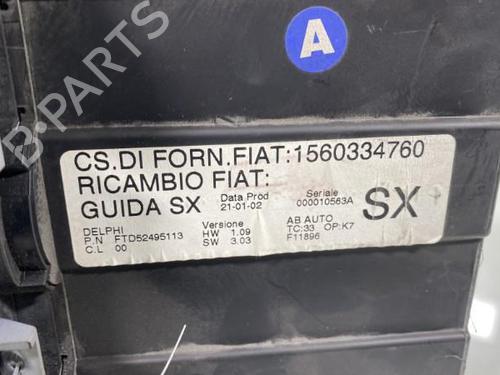 A
CS.DI FORN.FIAT:1560334760
RICAMBIO FIAT:
GUIDA SX Data Prod 21-01-02 Seriale 000010563A SX
DELPHI Versione AB AUTO
P.N FTD52495113 HW 1.09 TC:33 OP:K7
C.L 00 SW 3.03 F11896
B-PARTS